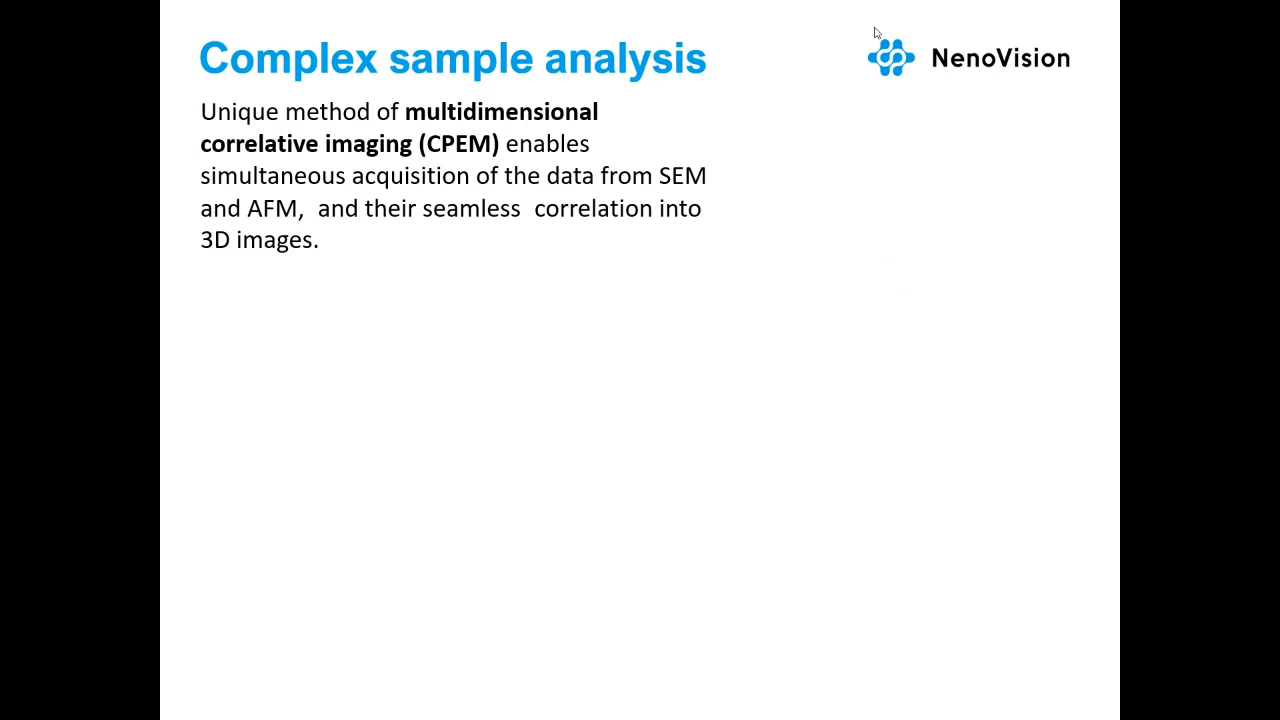 Complex sample analysis
NenoVision
Unique method of multidimensional
correlative imaging (CPEM) enables
simultaneous acquisition of the data from SEM
and AFM,  and their seamless  correlation into
3D images.